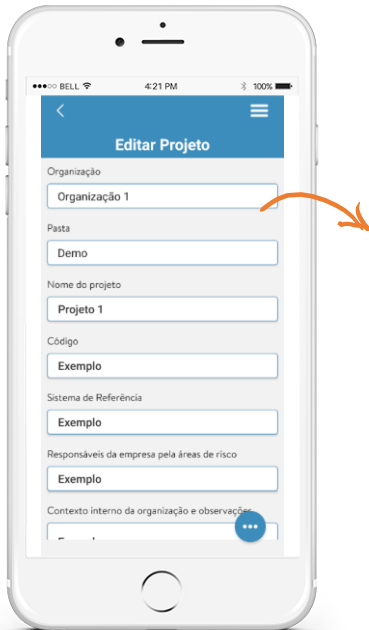 BELL 4:21 PM 100%
Editar Projeto
Organização
Organização 1
Pasta
Demo
Nome do projeto
Projeto 1
Código
Exemplo
Sistema de Referência
Exemplo
Responsáveis da empresa pela áreas de risco
Exemplo
Contexto interno da organização e observações